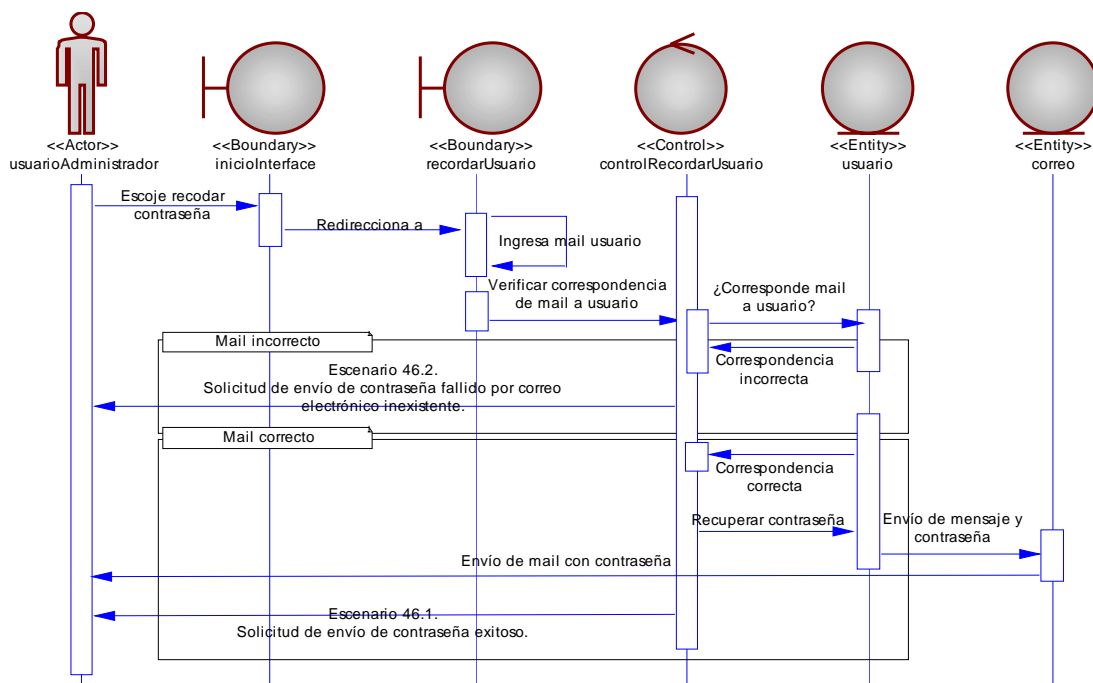 <<Actor>>
usuarioAdministrador
<<Boundary>>
inicioInterface
<<Boundary>>
recordarUsuario
<<Control>>
controlRecordarUsuario
<<Entity>>
usuario
<<Entity>>
correo
Escoje recodar
contraseña
Redirecciona a
Ingresa mail usuario
Verificar correspondencia
de mail a usuario
¿Corresponde mail
a usuario?
Mail incorrecto
Correspondencia
incorrecta
Escenario 46.2.
Solicitud de envío de contraseña fallido por correo
electrónico inexistente.
Mail correcto
Correspondencia
correcta
Recuperar contraseña
Envío de mensaje y
contraseña
Envío de mail con contraseña
Escenario 46.1.
Solicitud de envío de contraseña exitoso.